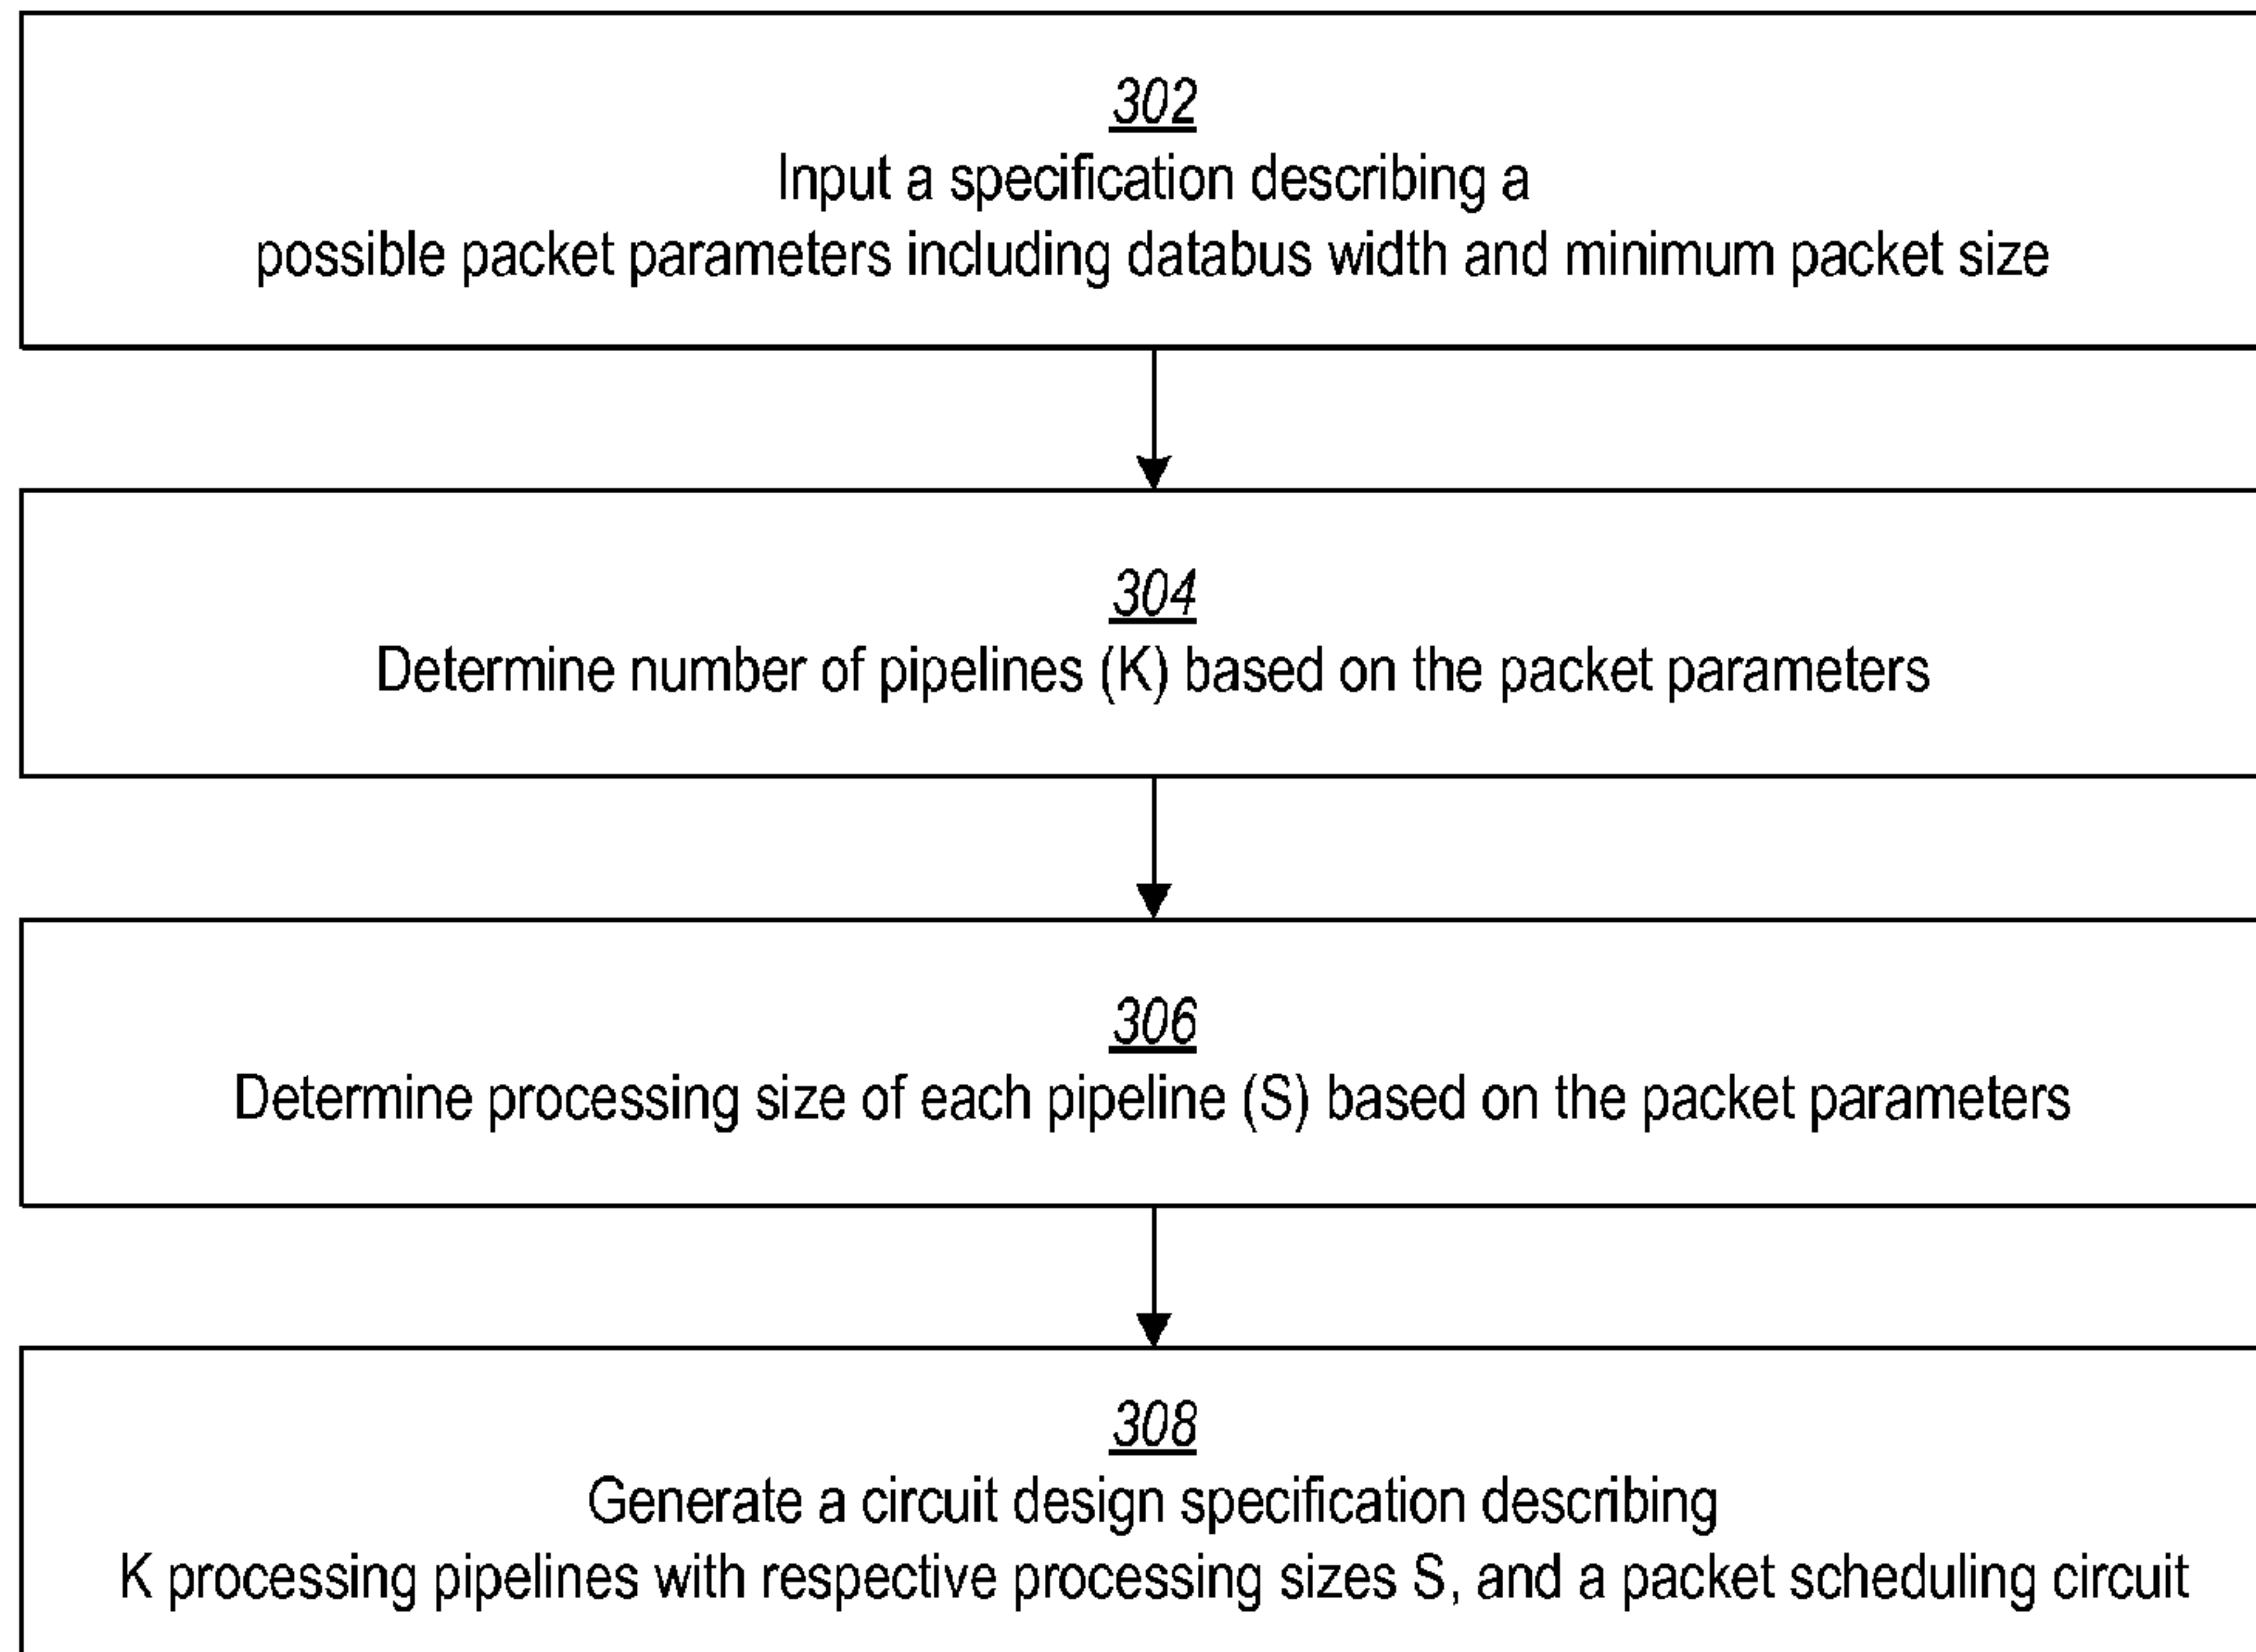 302
Input a specification describing a
possible packet parameters including databus width and minimum packet size
304
Determine number of pipelines (K) based on the packet parameters
306
Determine processing size of each pipeline (S) based on the packet parameters
308
Generate a circuit design specification describing
K processing pipelines with respective processing sizes S, and a packet scheduling circuit